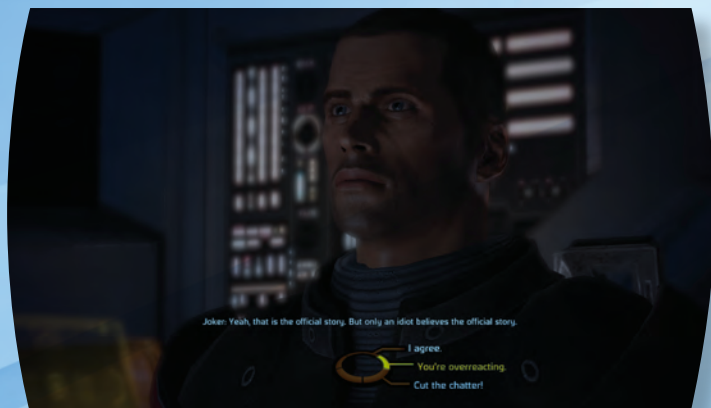 Joker: Yeah, that is the official story. But only an idiot believes the official story.
I agree.
You're overreacting.
Cut the chatter!